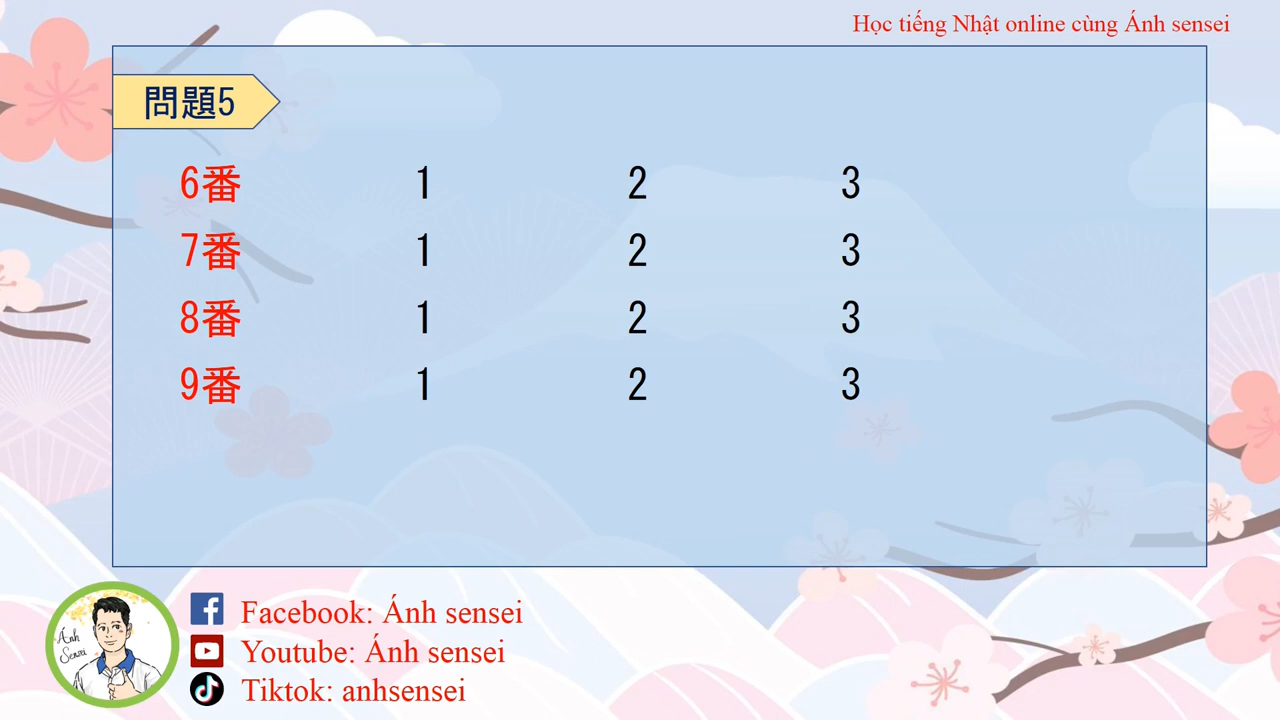 Học tiếng Nhật online cùng Ánh sensei
問題5
6番 1 2 3
7番 1 2 3
8番 1 2 3
9番 1 2 3
Ánh Sensei
Facebook: Ánh sensei
Youtube: Ánh sensei
Tiktok: anhsensei